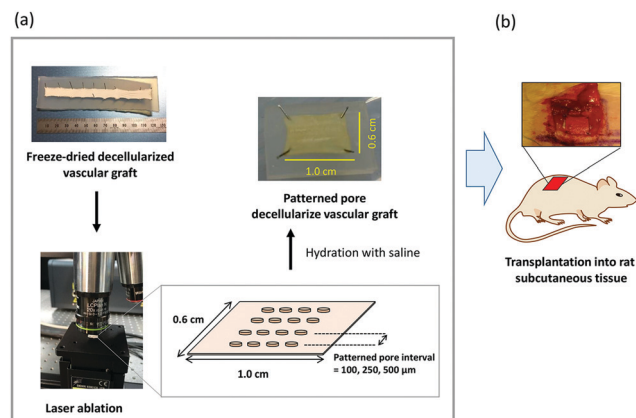 (a)
Freeze-dried decellularized
vascular graft
Laser ablation
0.6 cm
1.0 cm
Patterned pore
decellularize vascular graft
Hydration with saline
0.6 cm
1.0 cm
Patterned pore interval
= 100, 250, 500 µm
(b)
Transplantation into rat
subcutaneous tissue